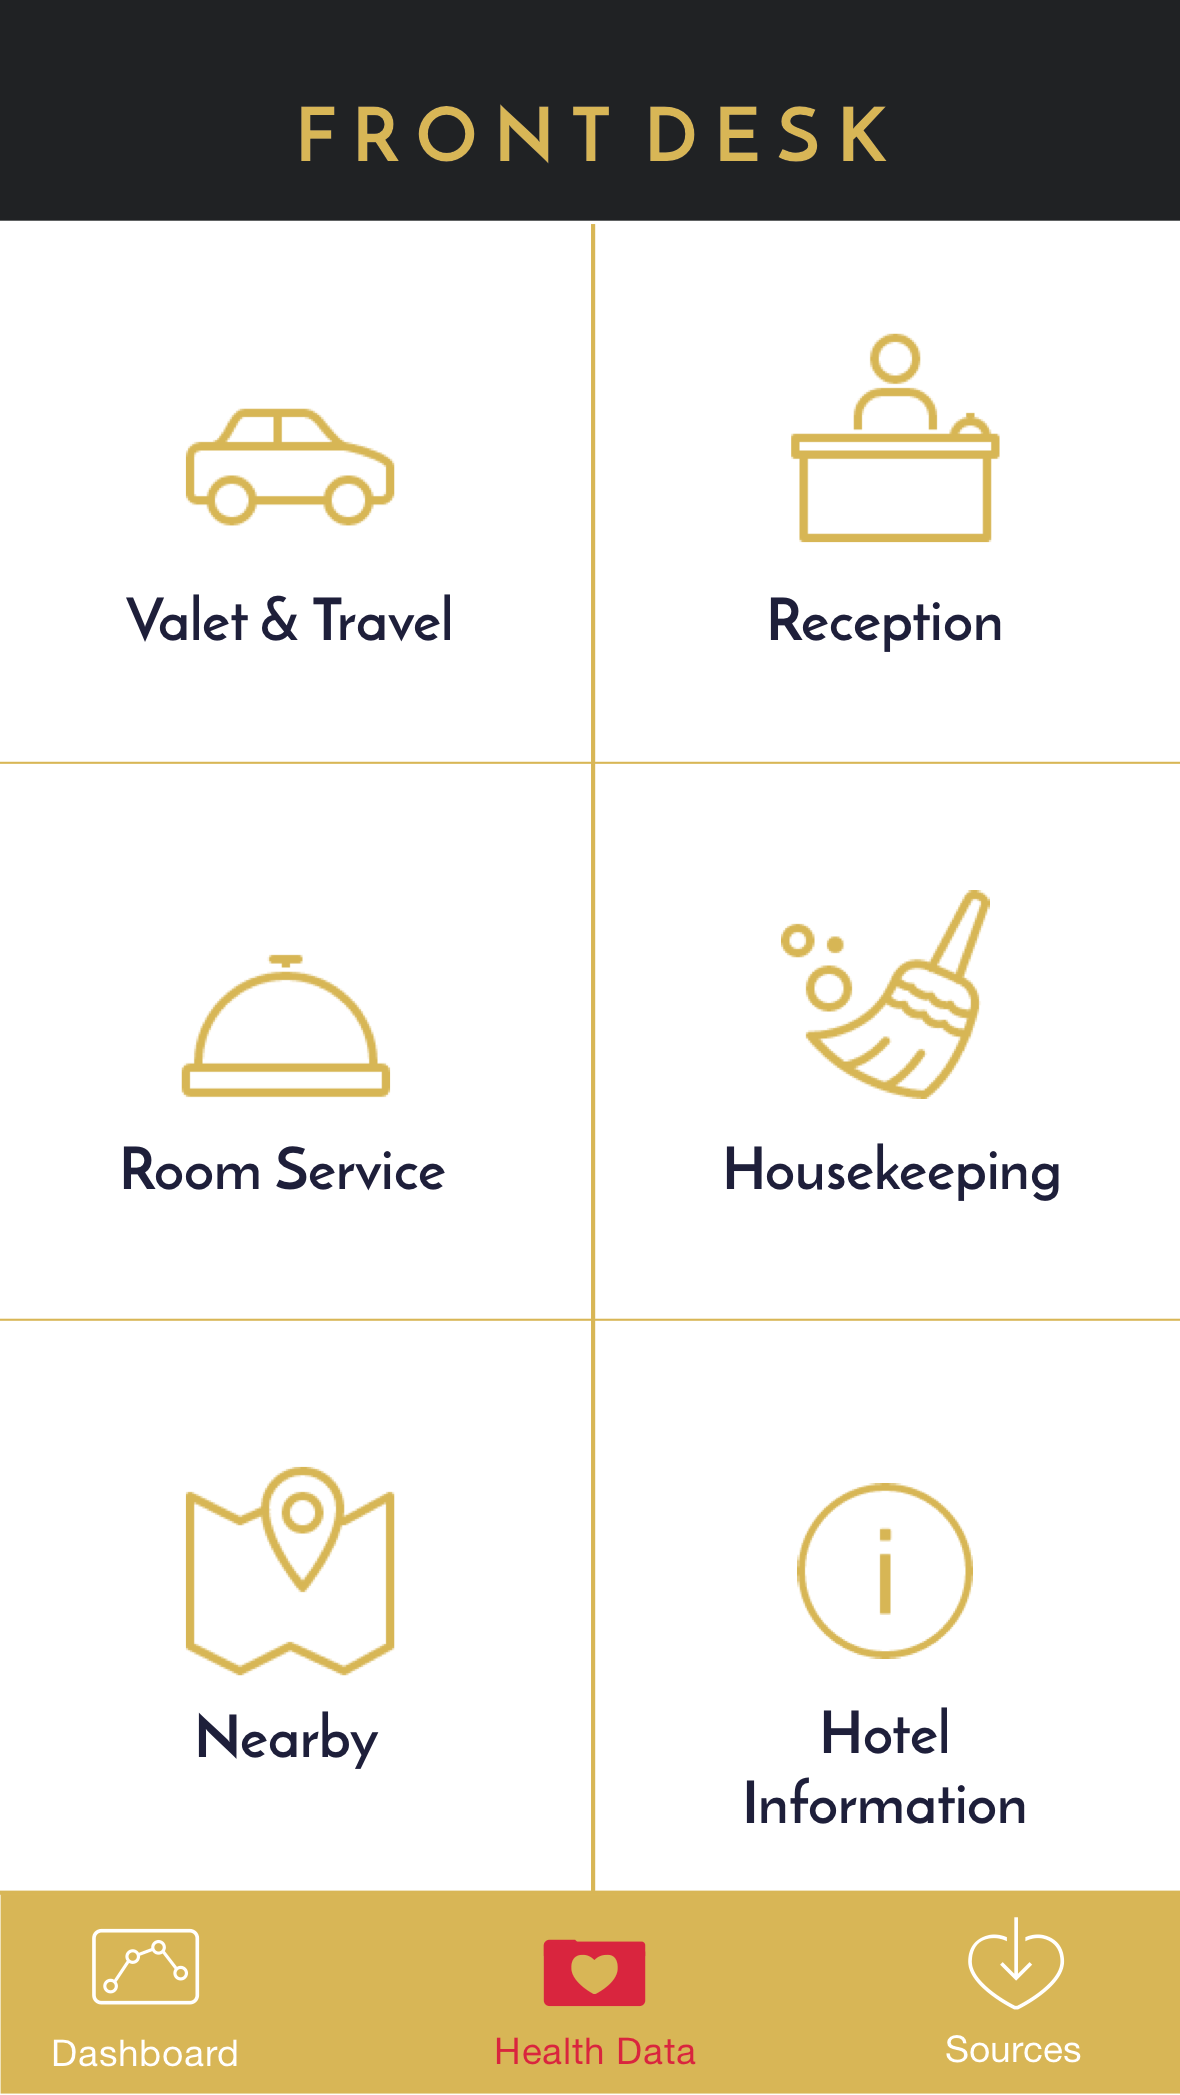 FRONT DESK
Valet & Travel
Reception
Room Service
Housekeeping
Nearby
Hotel
Information
Dashboard
Health Data
Sources